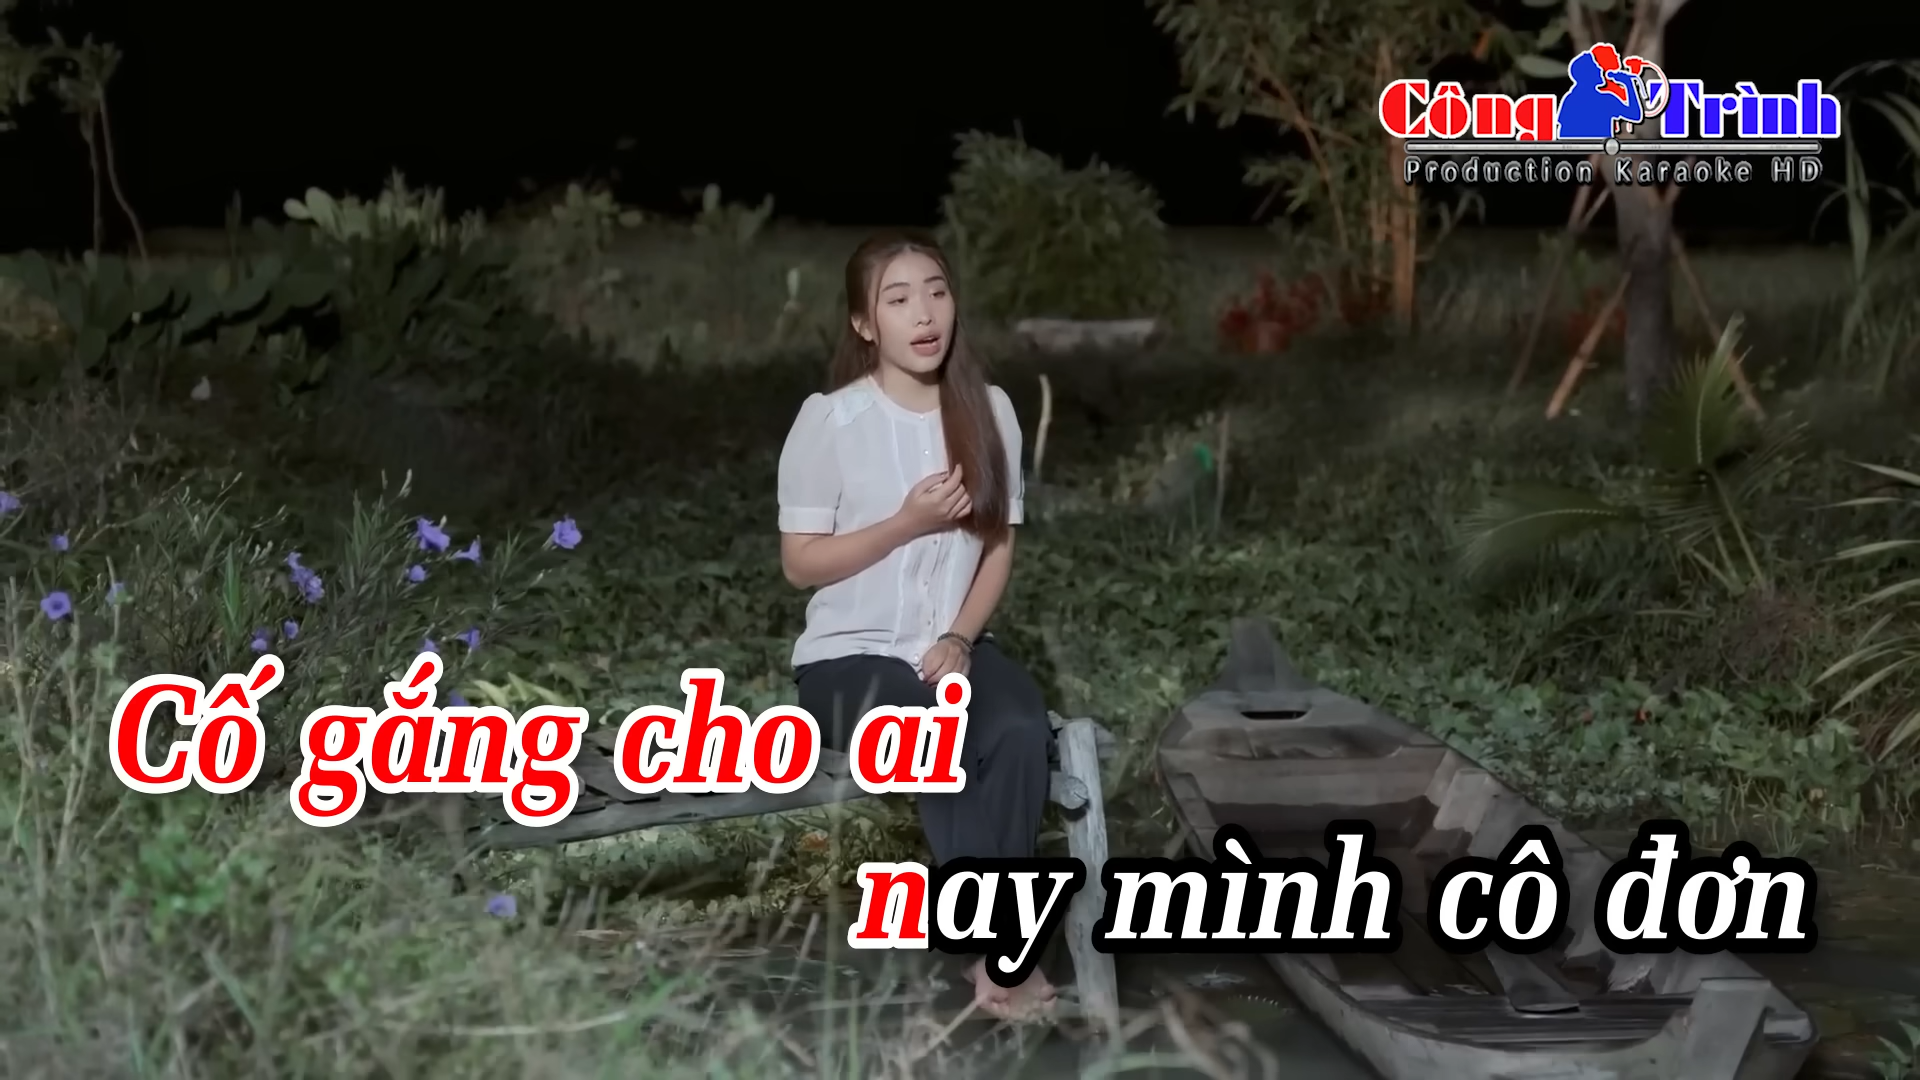 Công Trình
Production Karaoke HD
Cố gắng cho ai
nay mình cô đơn